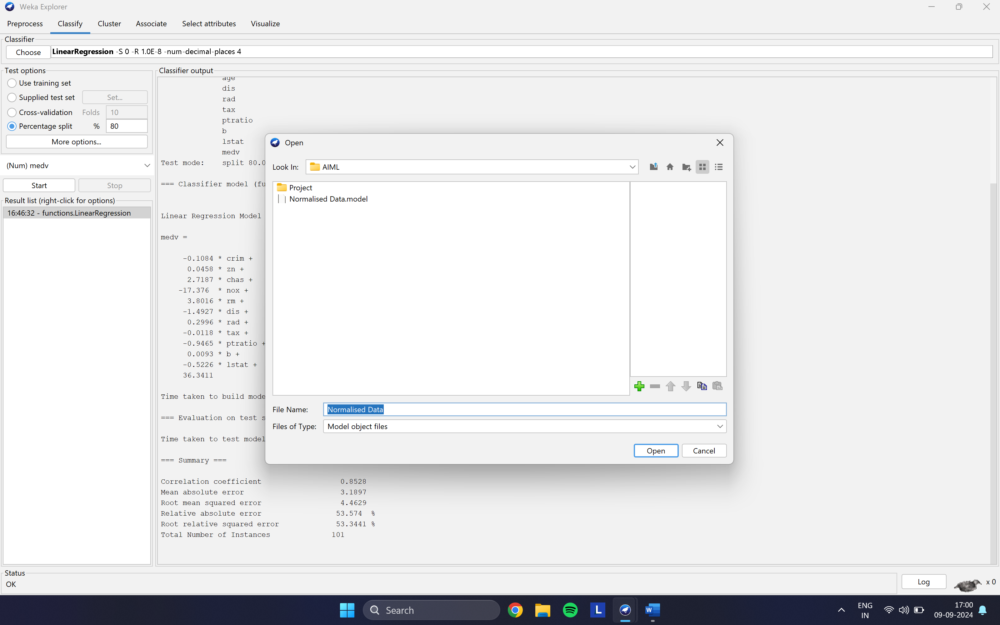 Weka Explorer
Preprocess Classify Cluster Associate Select attributes Visualize
Classifier
Choose LinearRegression -S 0 -R 1.0E-8 -num-decimal-places 4
Test options
Use training set
Supplied test set Set...
Cross-validation Folds 10
Percentage split % 80
More options...
(Num) medv
Start Stop
Result list (right-click for options)
16:46:32 - functions.LinearRegression
Classifier output
age
dis
rad
tax
ptratio
b
lstat
medv
Test mode: split 80.0
=== Classifier model (fu
Linear Regression Model
medv =
-0.1084 * crim +
0.0458 * zn +
2.7187 * chas +
-17.376 * nox +
3.8016 * rm +
-1.4927 * dis +
0.2996 * rad +
-0.0118 * tax +
-0.9465 * ptratio +
0.0093 * b +
-0.5226 * lstat +
36.3411
Time taken to build mode
=== Evaluation on test s
Time taken to test model
=== Summary ===
Correlation coefficient 0.8528
Mean absolute error 3.1897
Root mean squared error 4.4629
Relative absolute error 53.574 %
Root relative squared error 53.3441 %
Total Number of Instances 101
Open
Look In: AIML
Project
Normalised Data.model
File Name: Normalised Data
Files of Type: Model object files
Open Cancel
Status
OK
Log x 0
Search
L
W
ENG
IN
17:00
09-09-2024